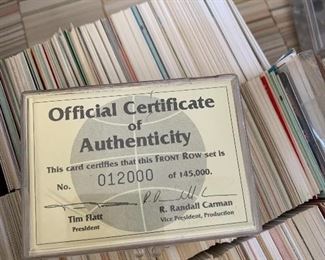 Official Certificate
of
Authenticity
This card certifies that this FRONT ROW set is
No. 012000 of 145,000.
Tim Flatt
President
R. Randall Carman
Vice President, Production